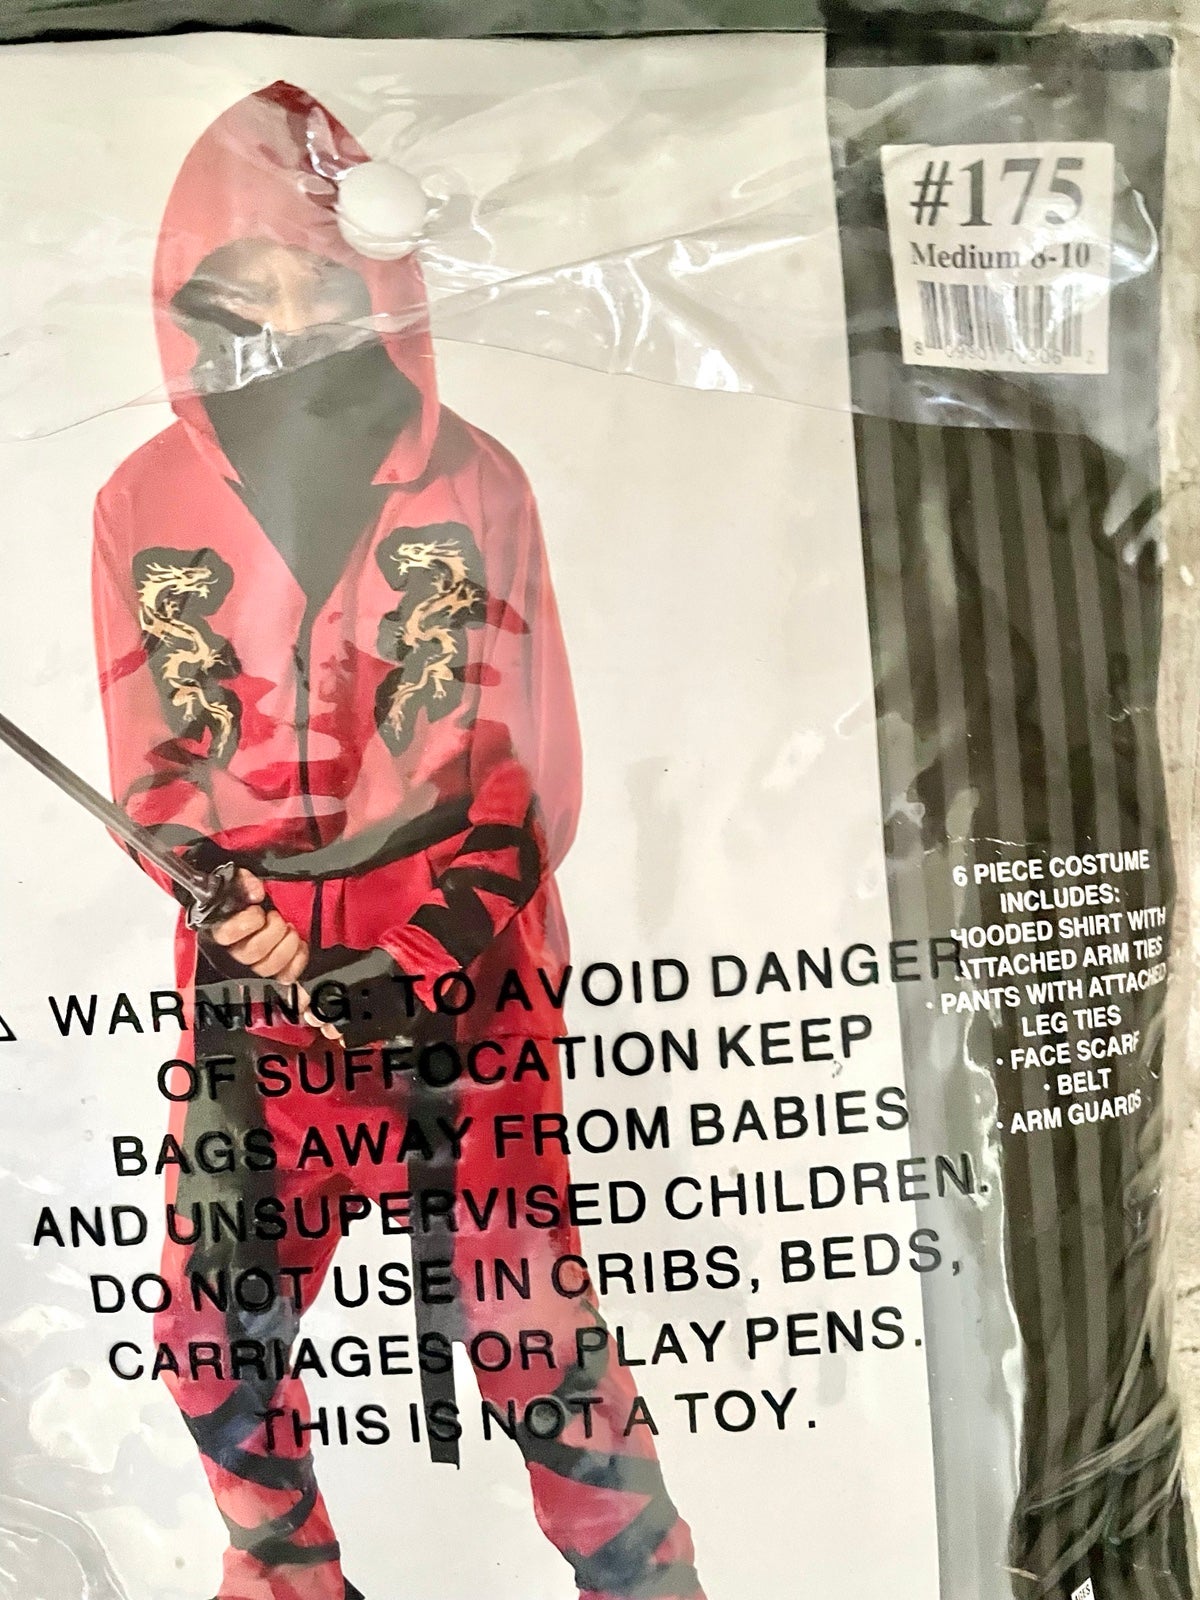 #175
Medium 8-10
6 PIECE COSTUME
INCLUDES:
HOODED SHIRT WITH
ATTACHED ARM TIES
• PANTS WITH ATTACHED
LEG TIES
• FACE SCARF
• BELT
• ARM GUARDS
⚠ WARNING: TO AVOID DANGER
OF SUFFOCATION KEEP
BAGS AWAY FROM BABIES
AND UNSUPERVISED CHILDREN.
DO NOT USE IN CRIBS, BEDS,
CARRIAGES OR PLAY PENS.
THIS IS NOT A TOY.